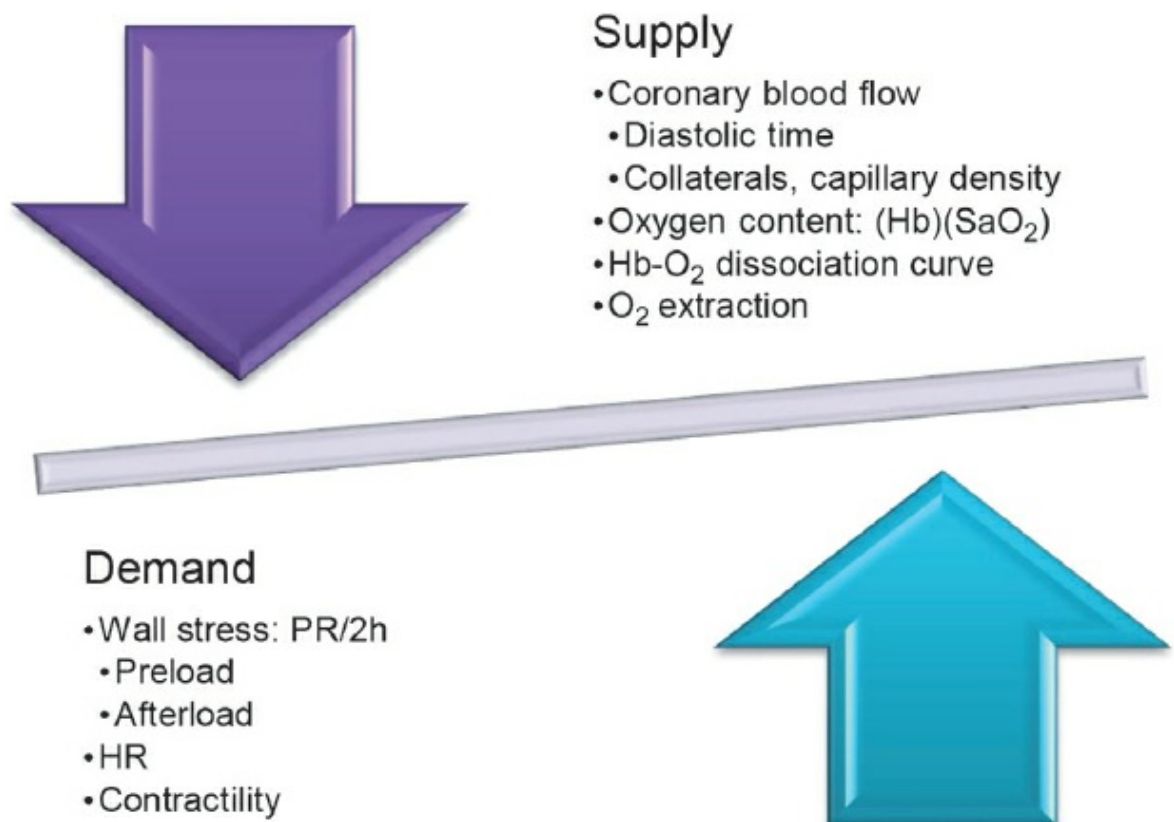 Supply
•Coronary blood flow
•Diastolic time
•Collaterals, capillary density
•Oxygen content: (Hb)(SaO₂)
•Hb-O₂ dissociation curve
•O₂ extraction
Demand
•Wall stress: PR/2h
•Preload
•Afterload
•HR
•Contractility